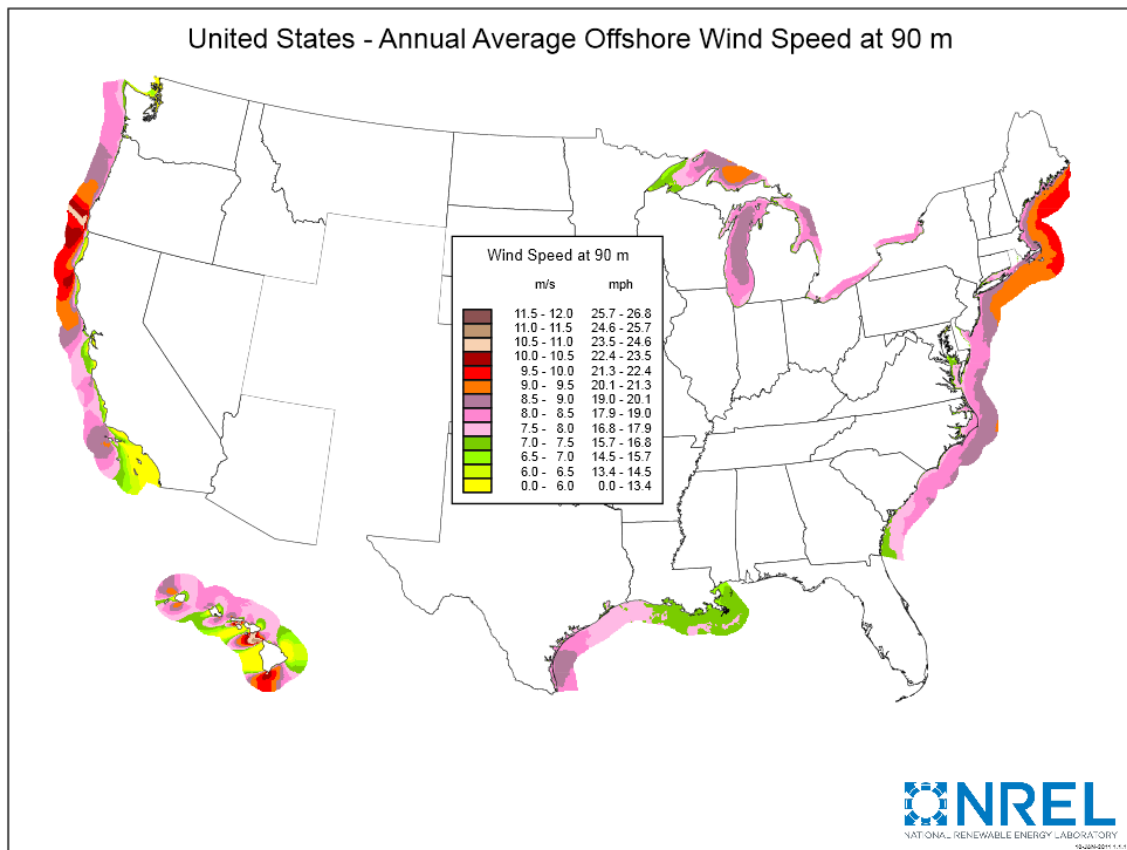 United States - Annual Average Offshore Wind Speed at 90 m
Wind Speed at 90 m
m/s mph
11.5 - 12.0 25.7 - 26.8
11.0 - 11.5 24.6 - 25.7
10.5 - 11.0 23.5 - 24.6
10.0 - 10.5 22.4 - 23.5
9.5 - 10.0 21.3 - 22.4
9.0 - 9.5 20.1 - 21.3
8.5 - 9.0 19.0 - 20.1
8.0 - 8.5 17.9 - 19.0
7.5 - 8.0 16.8 - 17.9
7.0 - 7.5 15.7 - 16.8
6.5 - 7.0 14.5 - 15.7
6.0 - 6.5 13.4 - 14.5
0.0 - 6.0 0.0 - 13.4
NREL
NATIONAL RENEWABLE ENERGY LABORATORY